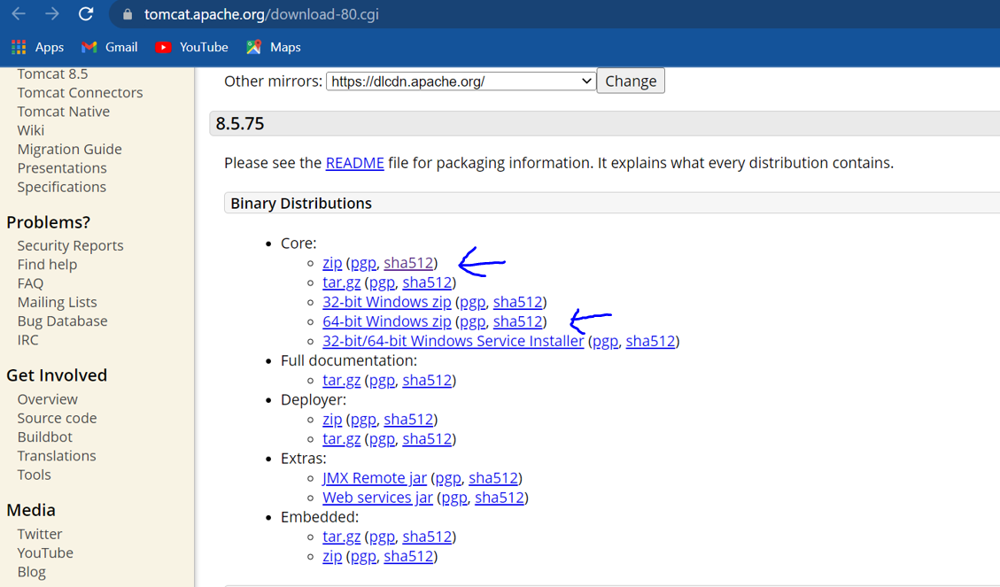 tomcat.apache.org/download-80.cgi
Apps Gmail YouTube Maps
Tomcat 8.5
Tomcat Connectors
Tomcat Native
Wiki
Migration Guide
Presentations
Specifications
Problems?
Security Reports
Find help
FAQ
Mailing Lists
Bug Database
IRC
Get Involved
Overview
Source code
Buildbot
Translations
Tools
Media
Twitter
YouTube
Blog
Other mirrors: https://dlcdn.apache.org/ Change
8.5.75
Please see the README file for packaging information. It explains what every distribution contains.
Binary Distributions
Core:
zip (pgp, sha512)
tar.gz (pgp, sha512)
32-bit Windows zip (pgp, sha512)
64-bit Windows zip (pgp, sha512)
32-bit/64-bit Windows Service Installer (pgp, sha512)
Full documentation:
tar.gz (pgp, sha512)
Deployer:
zip (pgp, sha512)
tar.gz (pgp, sha512)
Extras:
JMX Remote jar (pgp, sha512)
Web services jar (pgp, sha512)
Embedded:
tar.gz (pgp, sha512)
zip (pgp, sha512)